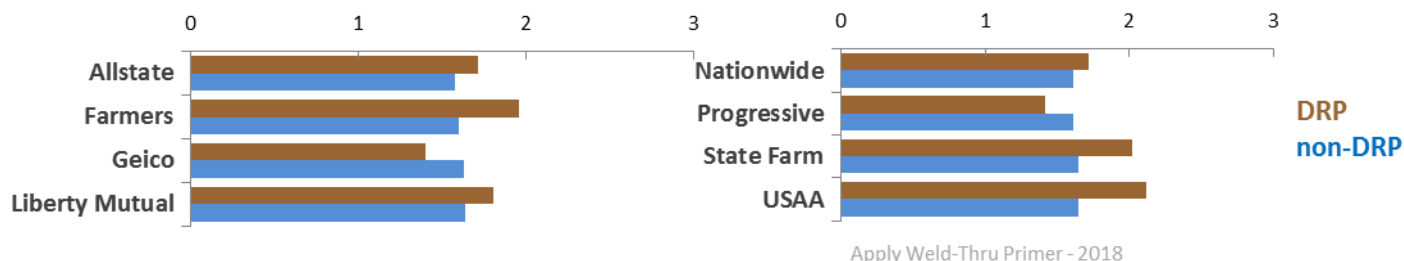 0 1 2 3
Allstate
Farmers
Geico
Liberty Mutual
0 1 2 3
Nationwide
Progressive
State Farm
USAA
DRP
non-DRP
Apply Weld-Thru Primer - 2018